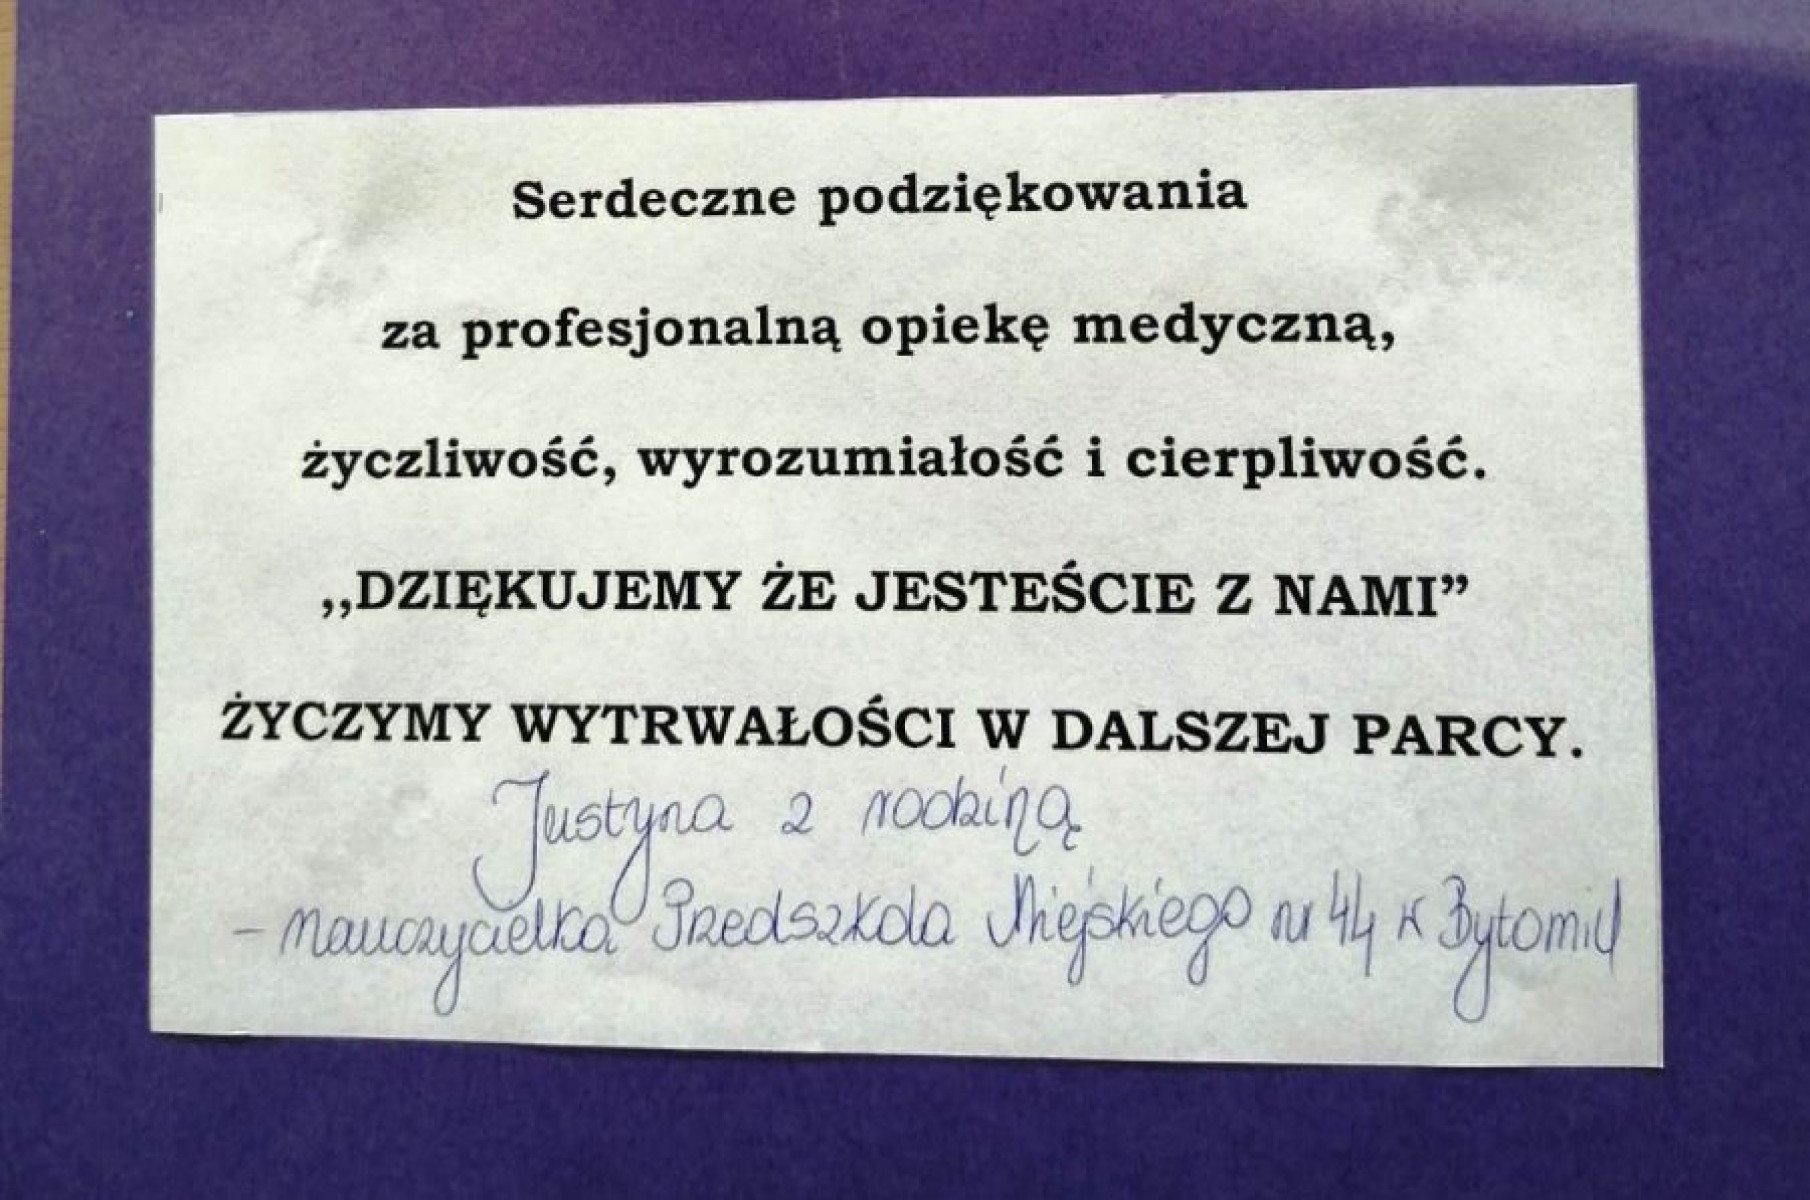 Serdeczne podziękowania
za profesjonalną opiekę medyczną,
życzliwość, wyrozumiałość i cierpliwość.
,,DZIĘKUJEMY ŻE JESTEŚCIE Z NAMI”
ŻYCZYMY WYTRWAŁOŚCI W DALSZEJ PARCY.
Justyna z rodziną
- nauczycielka Przedszkola Miejskiego nr 44 w Bytomiu